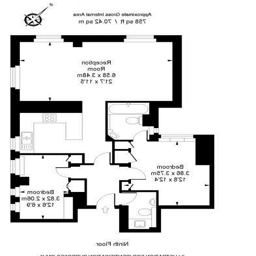 Approximate Gross Internal Area
758 sq ft / 70.42 sq m
Reception
Room
6.58 x 3.48m
21'7 x 11'5
Bedroom
3.86 x 3.75m
12'8 x 12'4
Bedroom
3.82 x 2.06m
12'6 x 6'9
Ninth Floor